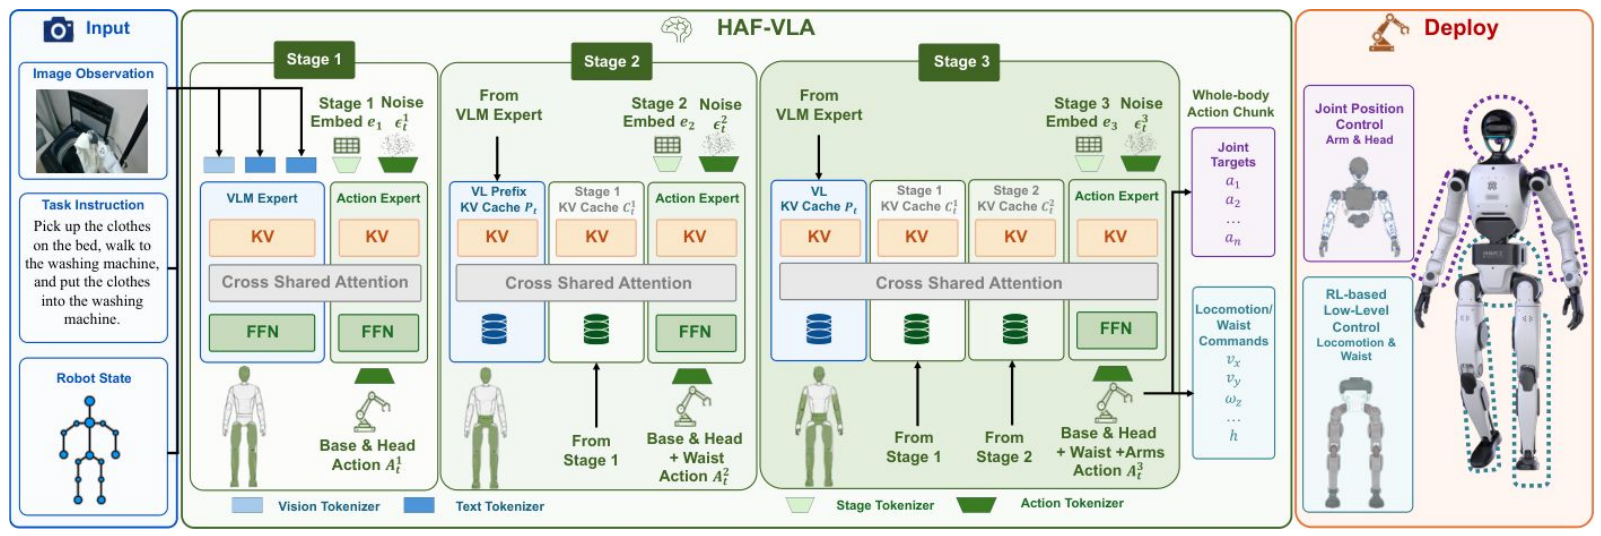 Input
Image Observation
Task Instruction
Pick up the clothes
on the bed, walk to
the washing machine,
and put the clothes
into the washing
machine.
Robot State
HAF-VLA
Stage 1
Stage 1
Embed e₁
Noise
ϵₜ¹
VLM Expert
KV
Action Expert
KV
Cross Shared Attention
FFN
FFN
Base & Head
Action Aₜ¹
Stage 2
From
VLM Expert
Stage 2
Embed e₂
Noise
ϵₜ²
VL Prefix
KV Cache Pₜ
KV
Stage 1
KV Cache Cₜ¹
KV
Action Expert
KV
Cross Shared Attention
FFN
From
Stage 1
Base & Head
+ Waist
Action Aₜ²
Stage 3
From
VLM Expert
Stage 3
Embed e₃
Noise
ϵₜ³
VL
KV Cache Pₜ
KV
Stage 1
KV Cache Cₜ¹
KV
Stage 2
KV Cache Cₜ²
KV
Action Expert
KV
Cross Shared Attention
FFN
From
Stage 1
From
Stage 2
Base & Head
+ Waist +Arms
Action Aₜ³
Whole-body
Action Chunk
Joint
Targets
a₁
a₂
...
aₙ
Locomotion/
Waist
Commands
vₓ
v_y
ω_z
...
h
Vision Tokenizer
Text Tokenizer
Stage Tokenizer
Action Tokenizer
Deploy
Joint Position
Control
Arm & Head
RL-based
Low-Level
Control
Locomotion &
Waist